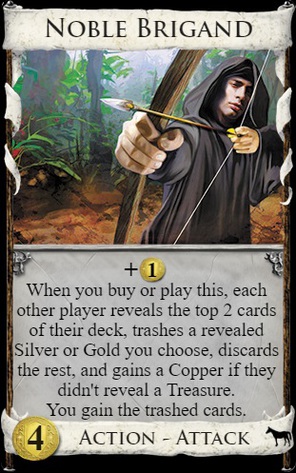 NOBLE BRIGAND
+1
When you buy or play this, each
other player reveals the top 2 cards
of their deck, trashes a revealed
Silver or Gold you choose, discards
the rest, and gains a Copper if they
didn't reveal a Treasure.
You gain the trashed cards.
4 ACTION - ATTACK